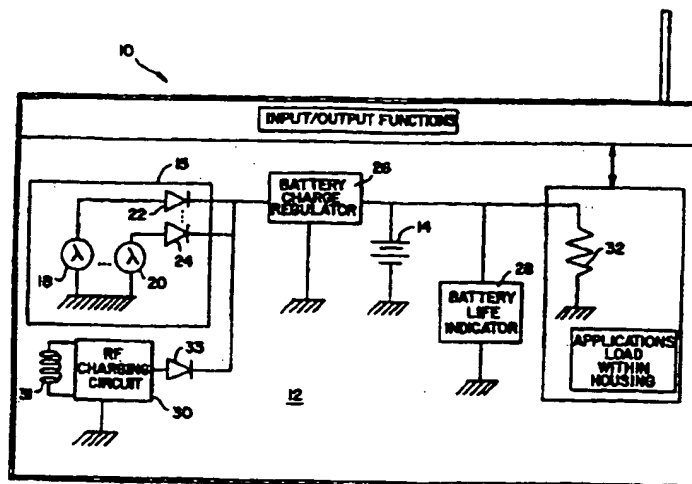 10
INPUT/OUTPUT FUNCTIONS
15
22
24
λ
18
λ
20
BATTERY
CHARGE
REGULATOR
26
14
28
BATTERY
LIFE
INDICATOR
32
APPLICATIONS
LOAD
WITHIN
HOUSING
31
RF
CHARGING
CIRCUIT
30
33
12